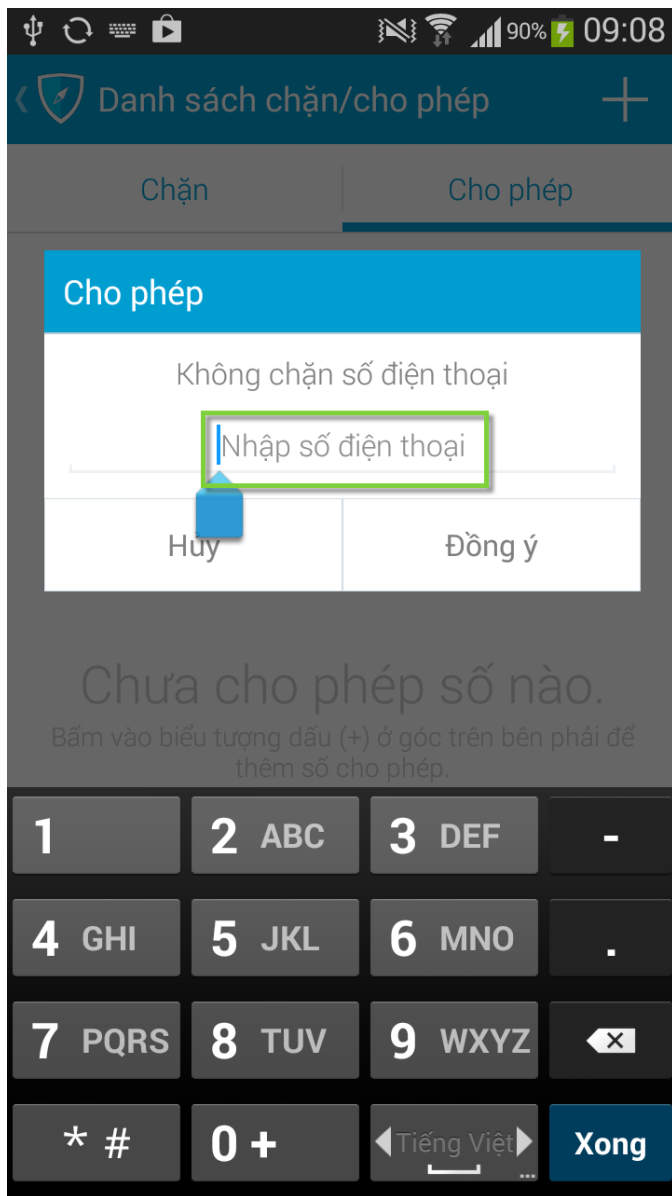 90% 09:08
Danh sách chặn/cho phép
Chặn Cho phép
Cho phép
Không chặn số điện thoại
Nhập số điện thoại
Hủy Đồng ý
Chưa cho phép số nào.
Bấm vào biểu tượng dấu (+) ở góc trên bên phải để
thêm số cho phép.
1 2 ABC 3 DEF -
4 GHI 5 JKL 6 MNO .
7 PQRS 8 TUV 9 WXYZ
* # 0 + Tiếng Việt Xong